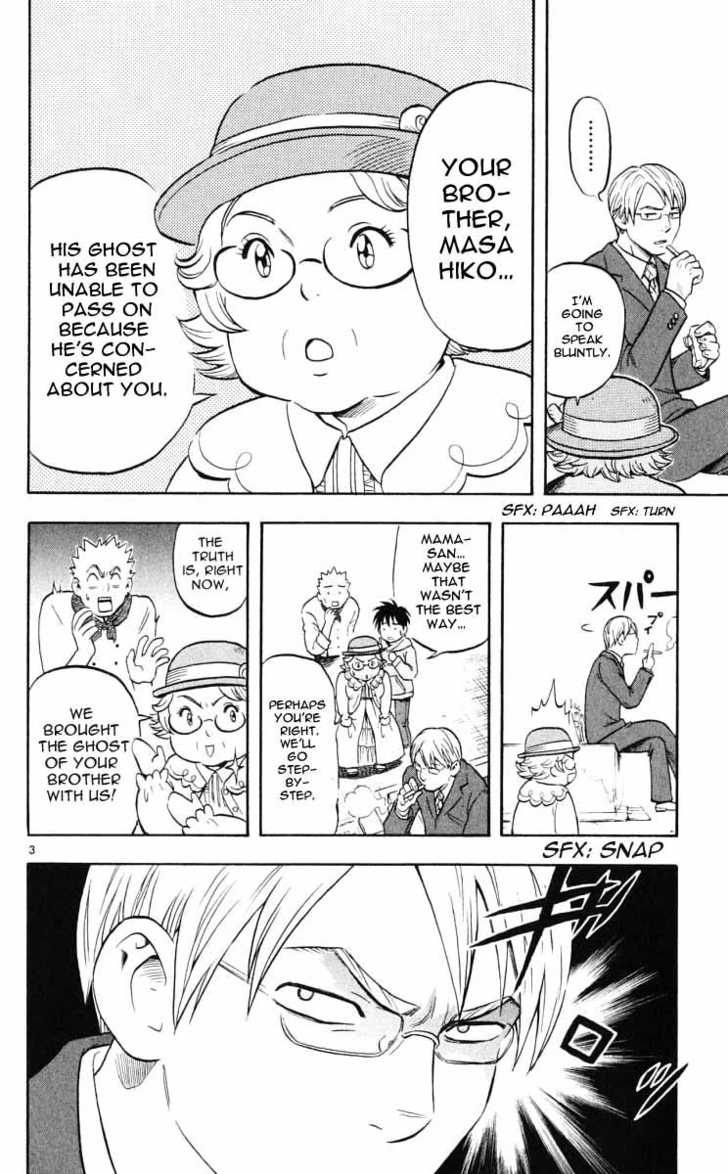 .........
I'M
GOING
TO
SPEAK
BLUNTLY.
YOUR
BRO-
THER,
MASA
HIKO...
HIS GHOST
HAS BEEN
UNABLE TO
PASS ON
BECAUSE
HE'S CON-
CERNED
ABOUT YOU.
SFX: PAAAH SFX: TURN
スパー
プイ
MAMA-
SAN...
MAYBE
THAT
WASN'T
THE BEST
WAY...
PERHAPS
YOU'RE
RIGHT.
WE'LL
GO
STEP-
BY-
STEP.
THE
TRUTH
IS, RIGHT
NOW,
WE
BROUGHT
THE GHOST
OF YOUR
BROTHER
WITH US!
3
SFX: SNAP